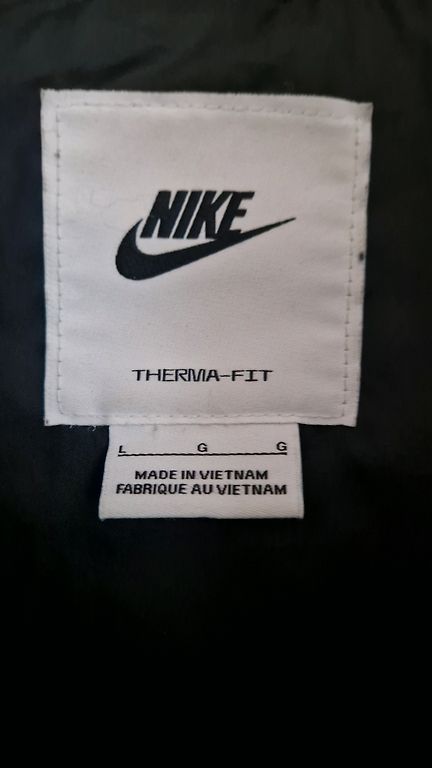 NIKE
THERMA-FIT
L G G
MADE IN VIETNAM
FABRIQUE AU VIETNAM